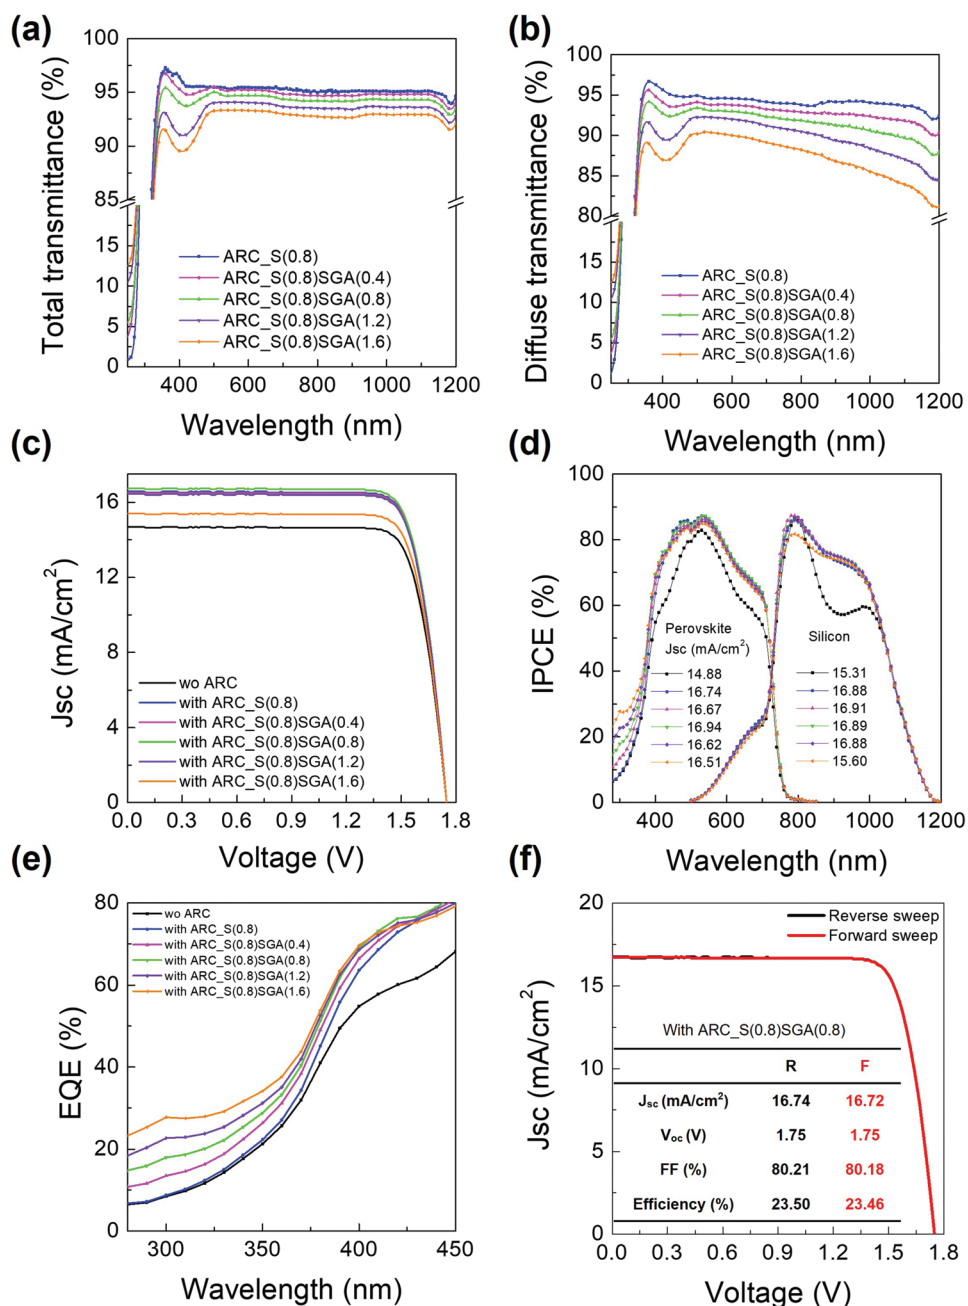 (a)
Total transmittance (%)
100
95
90
85
15
10
5
0
ARC_S(0.8)
ARC_S(0.8)SGA(0.4)
ARC_S(0.8)SGA(0.8)
ARC_S(0.8)SGA(1.2)
ARC_S(0.8)SGA(1.6)
400 600 800 1000 1200
Wavelength (nm)
(b)
Diffuse transmittance (%)
100
95
90
85
80
15
10
5
0
ARC_S(0.8)
ARC_S(0.8)SGA(0.4)
ARC_S(0.8)SGA(0.8)
ARC_S(0.8)SGA(1.2)
ARC_S(0.8)SGA(1.6)
400 600 800 1000 1200
Wavelength (nm)
(c)
Jsc (mA/cm²)
16
12
8
4
0
wo ARC
with ARC_S(0.8)
with ARC_S(0.8)SGA(0.4)
with ARC_S(0.8)SGA(0.8)
with ARC_S(0.8)SGA(1.2)
with ARC_S(0.8)SGA(1.6)
0.0 0.3 0.6 0.9 1.2 1.5 1.8
Voltage (V)
(d)
IPCE (%)
100
80
60
40
20
0
Perovskite
Jsc (mA/cm²)
14.88
16.74
16.67
16.94
16.62
16.51
Silicon
15.31
16.88
16.91
16.89
16.88
15.60
400 600 800 1000 1200
Wavelength (nm)
(e)
EQE (%)
80
60
40
20
0
wo ARC
with ARC_S(0.8)
with ARC_S(0.8)SGA(0.4)
with ARC_S(0.8)SGA(0.8)
with ARC_S(0.8)SGA(1.2)
with ARC_S(0.8)SGA(1.6)
300 350 400 450
Wavelength (nm)
(f)
Jsc (mA/cm²)
20
15
10
5
0
Reverse sweep
Forward sweep
With ARC_S(0.8)SGA(0.8)
R F
Jsc (mA/cm²) 16.74 16.72
Voc (V) 1.75 1.75
FF (%) 80.21 80.18
Efficiency (%) 23.50 23.46
0.0 0.3 0.6 0.9 1.2 1.5 1.8
Voltage (V)